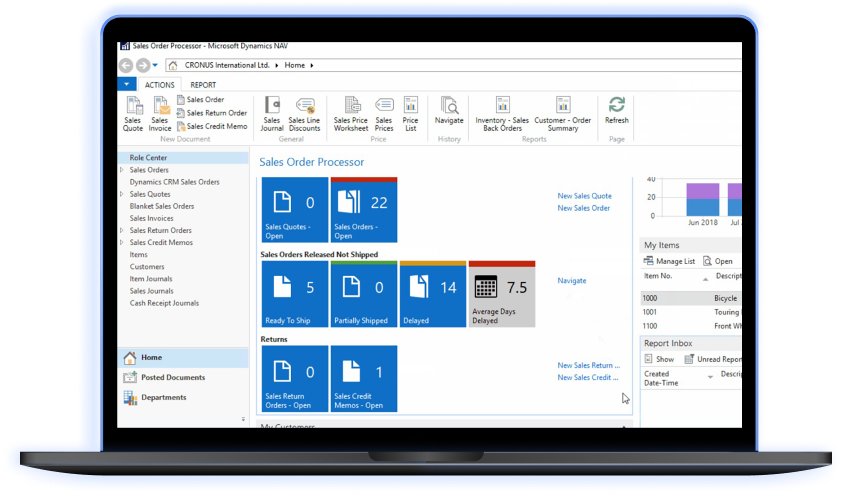 Sales Order Processor - Microsoft Dynamics NAV
CRONUS International Ltd. Home
ACTIONS REPORT
Sales Quote
Sales Invoice
Sales Order
Sales Return Order
Sales Credit Memo
New Document
Sales Journal
Sales Line Discounts
General
Sales Price Worksheet
Sales Prices
Price List
Price
Navigate
History
Inventory - Sales Back Orders
Customer - Order Summary
Reports
Refresh
Page
Role Center
Sales Orders
Dynamics CRM Sales Orders
Sales Quotes
Blanket Sales Orders
Sales Invoices
Sales Return Orders
Sales Credit Memos
Items
Customers
Item Journals
Sales Journals
Cash Receipt Journals
Home
Posted Documents
Departments
Sales Order Processor
0
Sales Quotes -
Open
22
Sales Orders -
Open
New Sales Quote
New Sales Order
Sales Orders Released Not Shipped
5
Ready To Ship
0
Partially Shipped
14
Delayed
7.5
Average Days
Delayed
Navigate
Returns
0
Sales Return
Orders - Open
1
Sales Credit
Memos - Open
New Sales Return ...
New Sales Credit ...
My Customers
40
20
0
Jun 2018 Jul
My Items
Manage List Open
Item No. Descript
1000 Bicycle
1001 Touring
1100 Front Wh
Report Inbox
Show Unread Report
Created
Date-Time
Descri